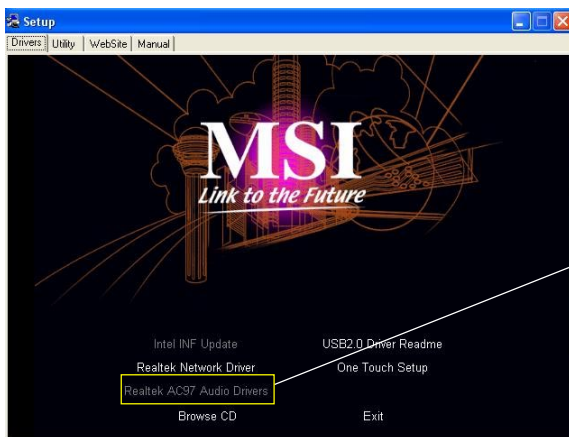 Setup
Drivers Utility WebSite Manual
MSI
Link to the Future
Intel INF Update USB2.0 Driver Readme
Realtek Network Driver One Touch Setup
Realtek AC97 Audio Drivers
Browse CD Exit